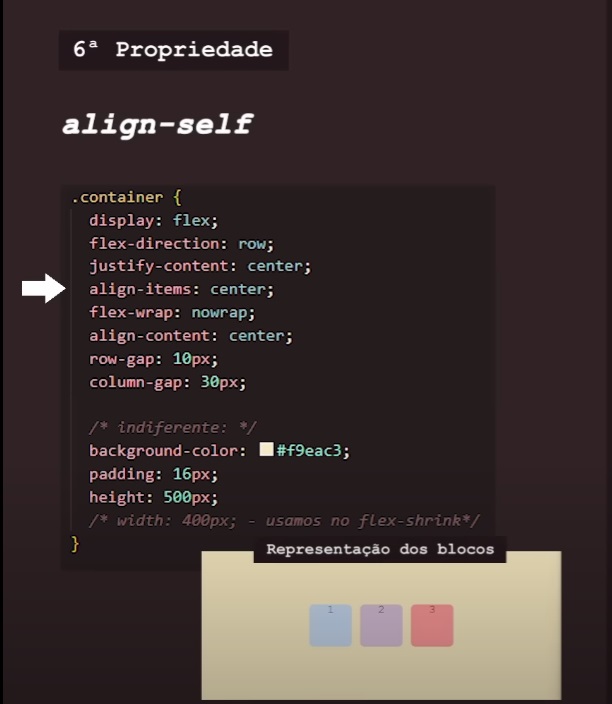 6ª Propriedade
align-self
.container {
display: flex;
flex-direction: row;
justify-content: center;
align-items: center;
flex-wrap: nowrap;
align-content: center;
row-gap: 10px;
column-gap: 30px;
/* indiferente: */
background-color: #f9eac3;
padding: 16px;
height: 500px;
/* width: 400px; - usamos no flex-shrink*/
}
Representação dos blocos
1 2 3